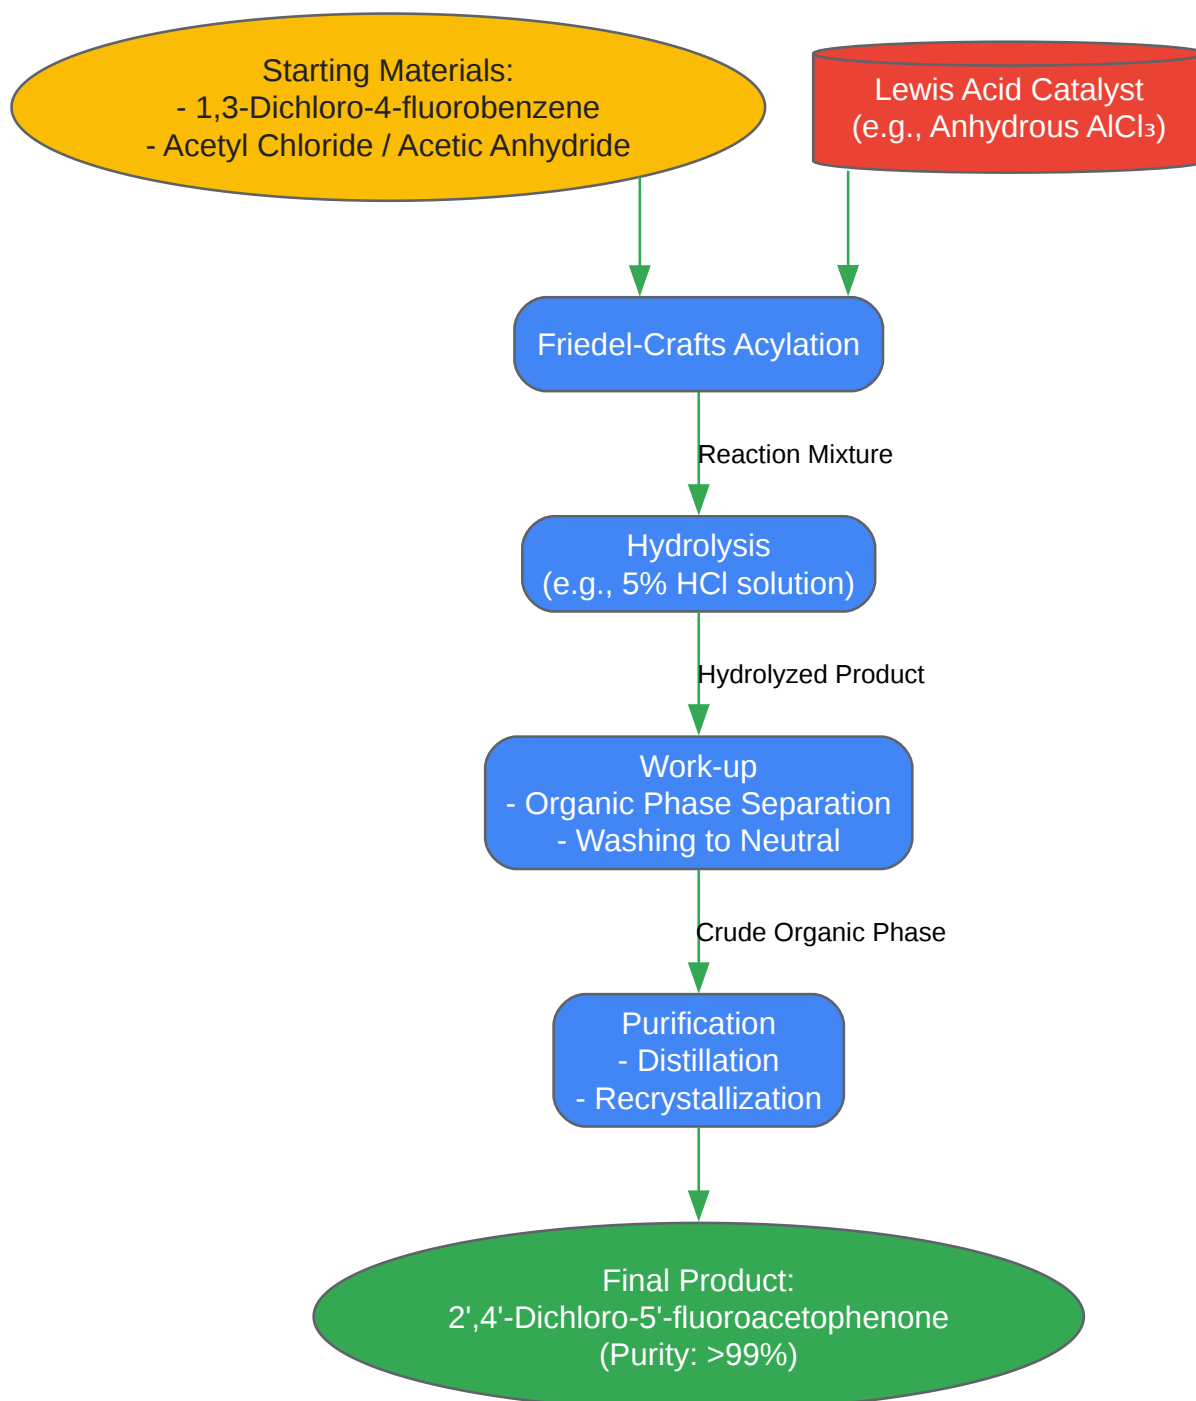 Starting Materials:
- 1,3-Dichloro-4-fluorobenzene
- Acetyl Chloride / Acetic Anhydride
Lewis Acid Catalyst
(e.g., Anhydrous AlCl₃)
Friedel-Crafts Acylation
Reaction Mixture
Hydrolysis
(e.g., 5% HCl solution)
Hydrolyzed Product
Work-up
- Organic Phase Separation
- Washing to Neutral
Crude Organic Phase
Purification
- Distillation
- Recrystallization
Final Product:
2',4'-Dichloro-5'-fluoroacetophenone
(Purity: >99%)